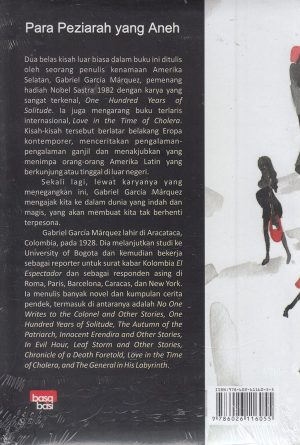 Para Peziarah yang Aneh
Dua belas kisah luar biasa dalam buku ini ditulis
oleh seorang penulis kenamaan Amerika
Selatan, Gabriel García Márquez, pemenang
hadiah Nobel Sastra 1982 dengan karya yang
sangat terkenal, One Hundred Years of
Solitude. Ia juga mengarang buku terlaris
internasional, Love in the Time of Cholera.
Kisah-kisah tersebut berlatar belakang Eropa
kontemporer, menceritakan pengalaman-
pengalaman ganjil dan menakjubkan yang
menimpa orang-orang Amerika Latin yang
berkunjung atau tinggal di luar negeri.
Sekali lagi, lewat karyanya yang
menegangkan ini, Gabriel García Márquez
mengajak kita ke dalam dunia yang indah dan
magis, yang akan membuat kita tak berhenti
terpesona.
Gabriel García Márquez lahir di Aracataca,
Colombia, pada 1928. Dia melanjutkan studi ke
University of Bogota dan kemudian bekerja
sebagai reporter untuk surat kabar Kolombia El
Espectador dan sebagai responden asing di
Roma, Paris, Barcelona, Caracas, dan New York.
Ia menulis banyak novel dan kumpulan cerita
pendek, termasuk di antaranya adalah No One
Writes to the Colonel and Other Stories, One
Hundred Years of Solitude, The Autumn of the
Patriarch, Innocent Erendira and Other Stories,
In Evil Hour, Leaf Storm and Other Stories,
Chronicle of a Death Foretold, Love in the Time
of Cholera, and The General in His Labyrinth.
basa
basi
9 786026 116055